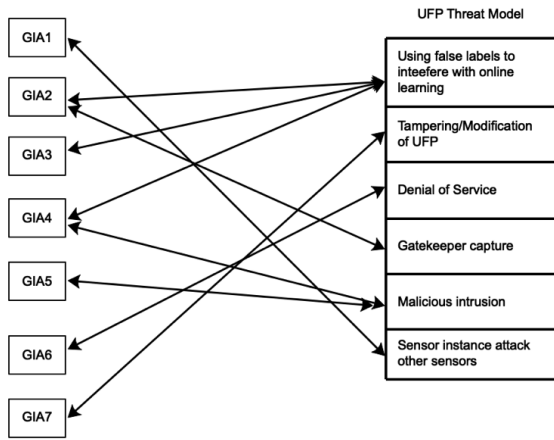 UFP Threat Model
GIA1
GIA2
GIA3
GIA4
GIA5
GIA6
GIA7
Using false labels to
inteefere with online
learning
Tampering/Modification
of UFP
Denial of Service
Gatekeeper capture
Malicious intrusion
Sensor instance attack
other sensors